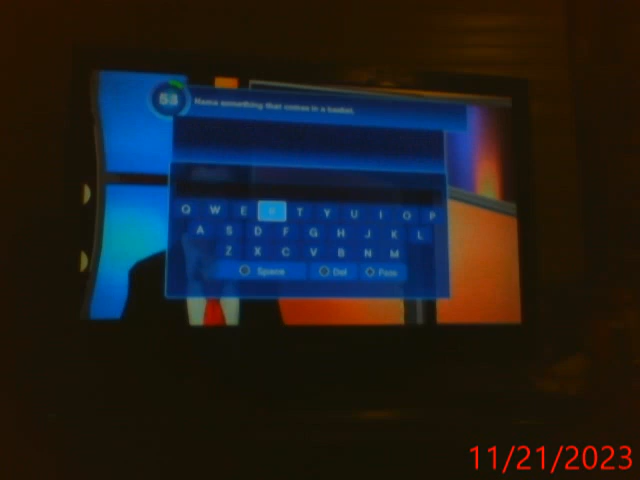 53
Name something that comes in a basket.
Q W E R T Y U I O P
A S D F G H J K L
Z X C V B N M
Space Del Pass
11/21/2023